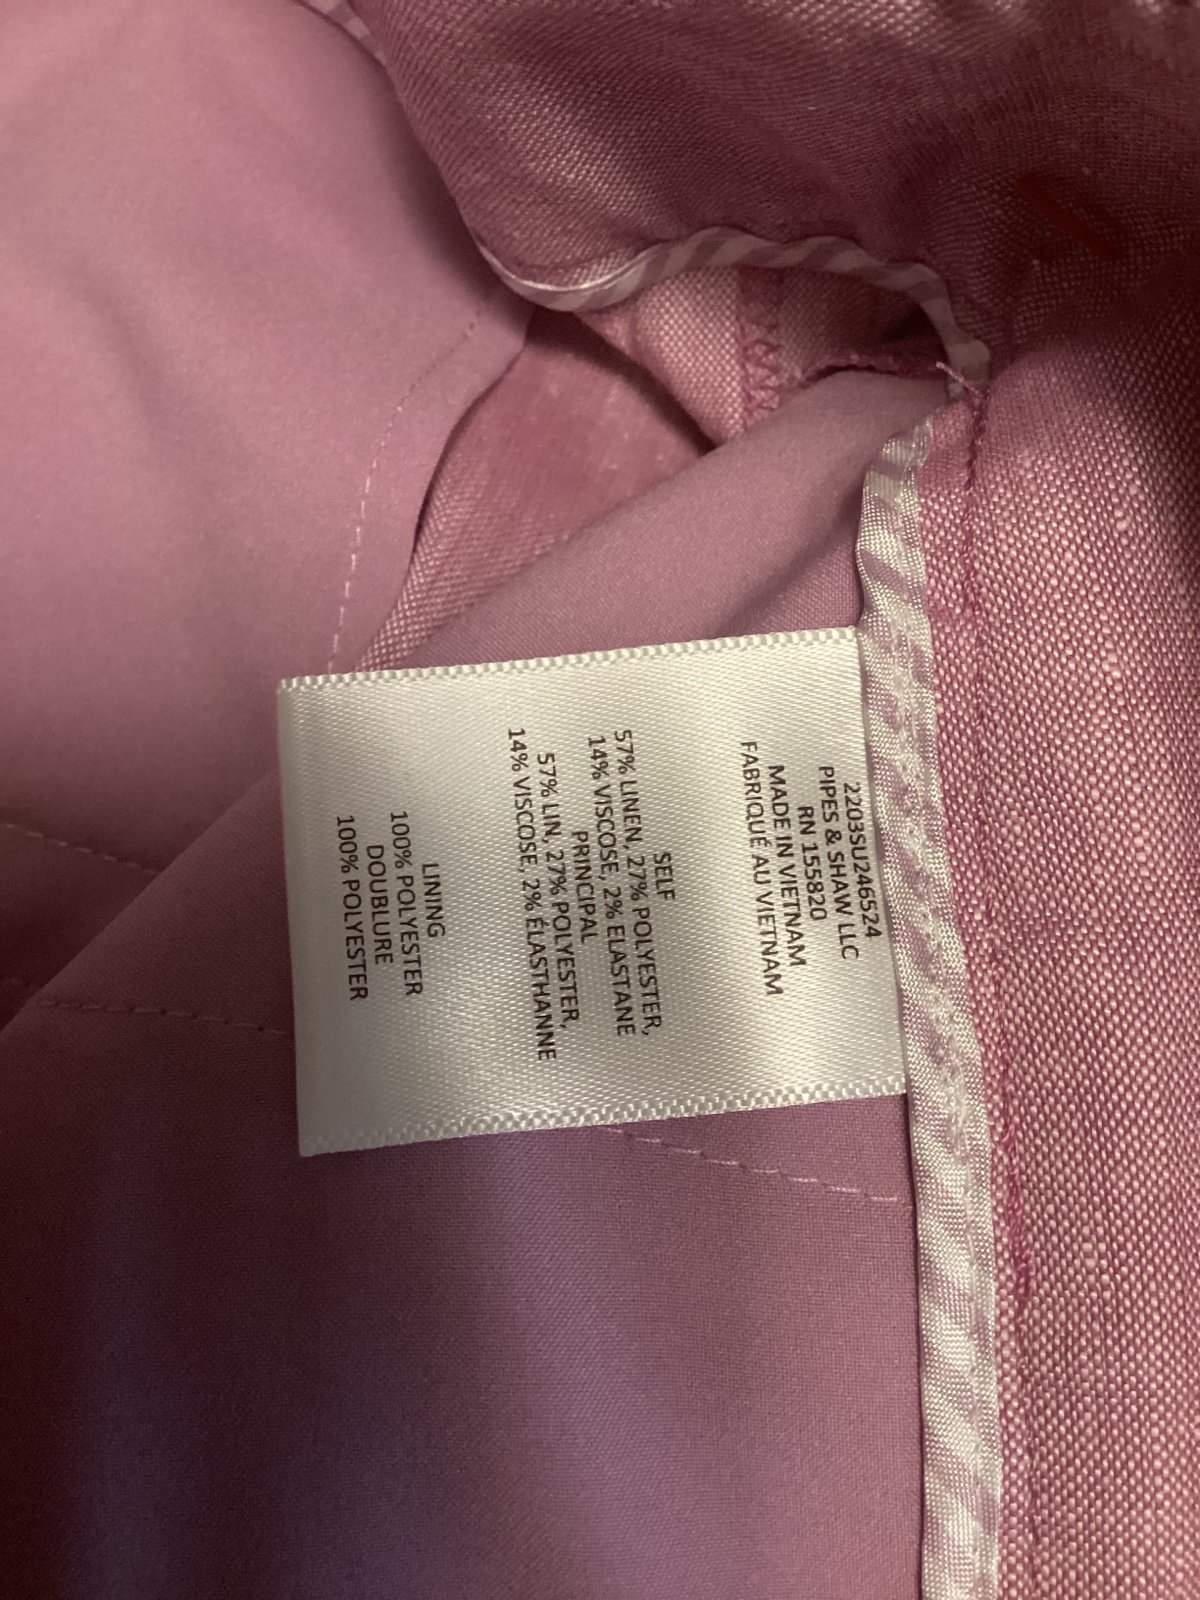 2203SU246524
PIPES & SHAW LLC
RN 155820
MADE IN VIETNAM
FABRIQUÉ AU VIETNAM
SELF
57% LINEN, 27% POLYESTER,
14% VISCOSE, 2% ELASTANE
PRINCIPAL
57% LIN, 27% POLYESTER,
14% VISCOSE, 2% ÉLASTHANNE
LINING
100% POLYESTER
DOUBLURE
100% POLYESTER